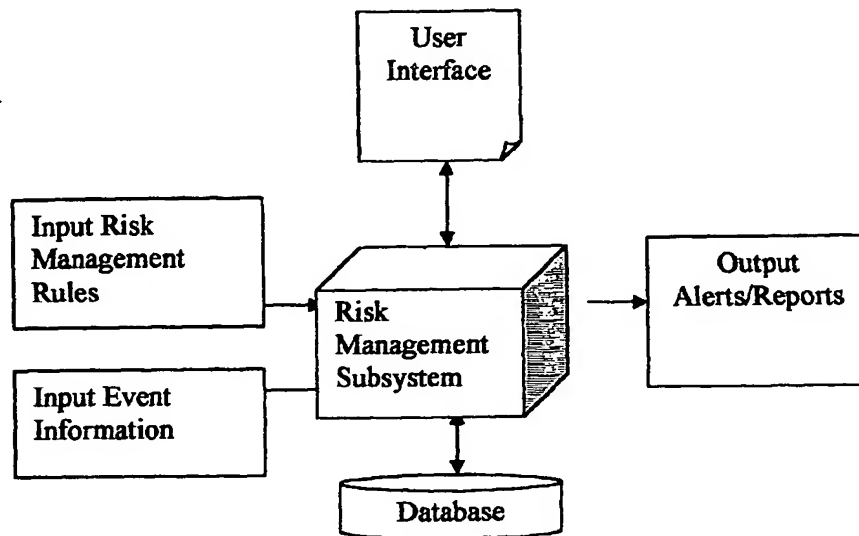 User
Interface
Input Risk
Management
Rules
Output
Alerts/Reports
Risk
Management
Subsystem
Input Event
Information
Database